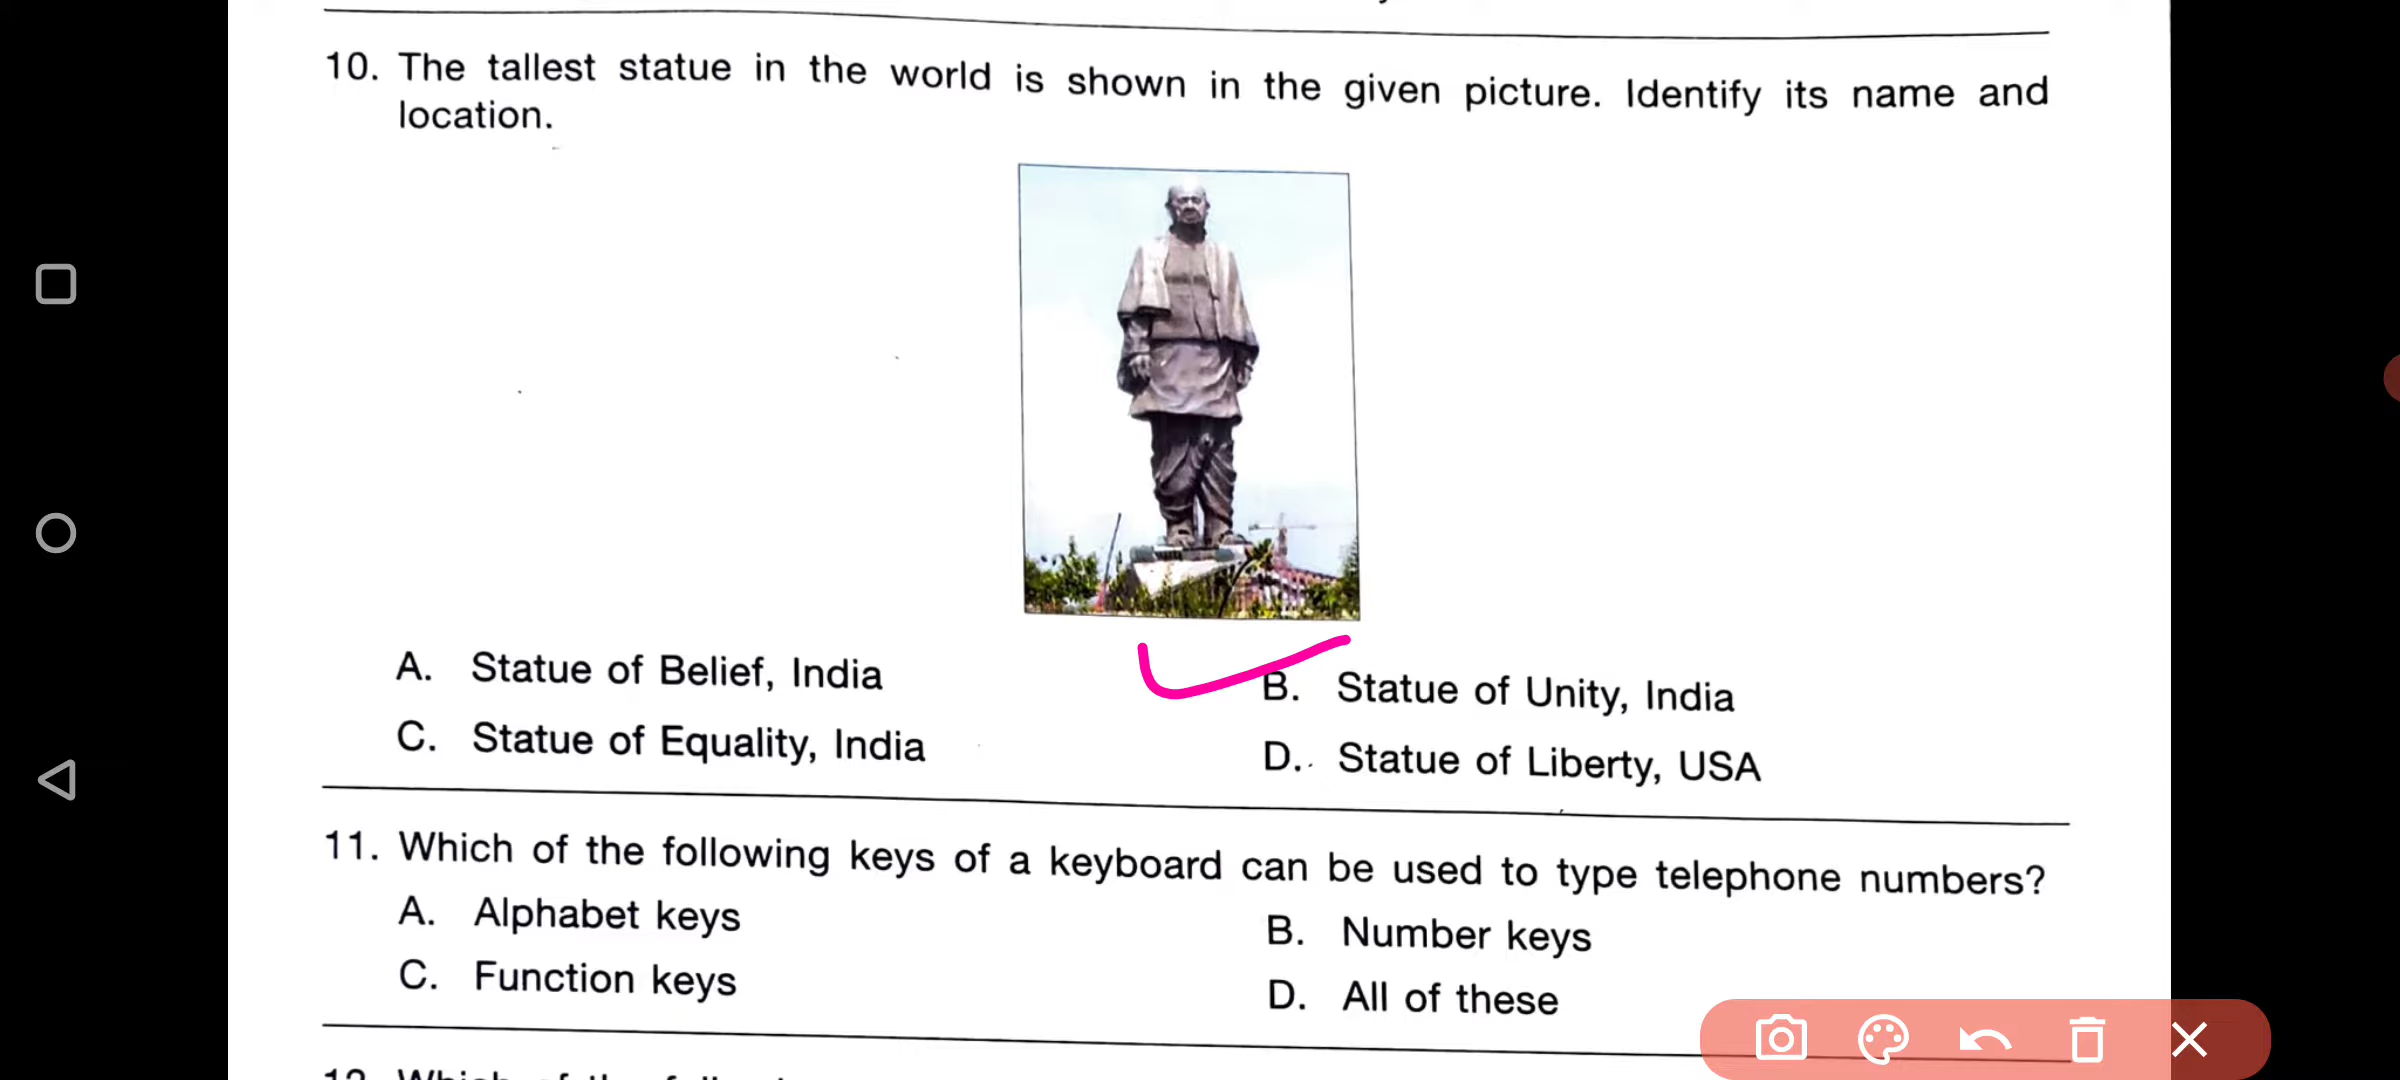 10. The tallest statue in the world is shown in the given picture. Identify its name and
location.
A. Statue of Belief, India
B. Statue of Unity, India
C. Statue of Equality, India
D. Statue of Liberty, USA
11. Which of the following keys of a keyboard can be used to type telephone numbers?
A. Alphabet keys
B. Number keys
C. Function keys
D. All of these